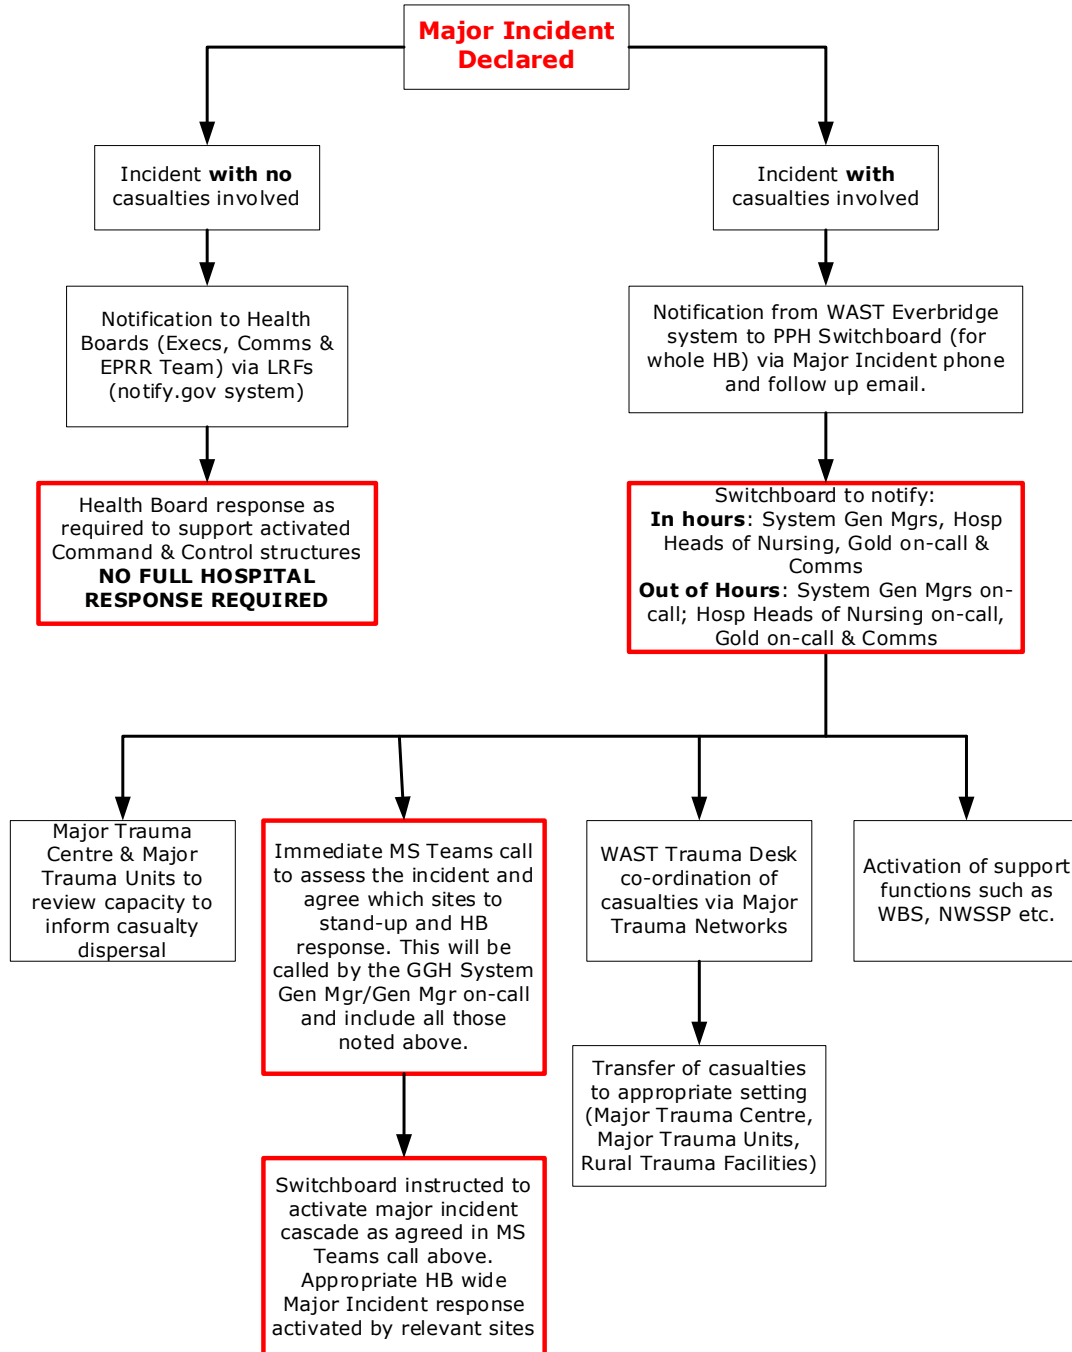 Major Incident
Declared
Incident with no
casualties involved
Incident with
casualties involved
Notification to Health
Boards (Execs, Comms &
EPRR Team) via LRFs
(notify.gov system)
Notification from WAST Everbridge
system to PPH Switchboard (for
whole HB) via Major Incident phone
and follow up email.
Health Board response as
required to support activated
Command & Control structures
NO FULL HOSPITAL
RESPONSE REQUIRED
Switchboard to notify:
In hours: System Gen Mgrs, Hosp
Heads of Nursing, Gold on-call &
Comms
Out of Hours: System Gen Mgrs on-
call; Hosp Heads of Nursing on-call,
Gold on-call & Comms
Major Trauma
Centre & Major
Trauma Units to
review capacity to
inform casualty
dispersal
Immediate MS Teams call
to assess the incident and
agree which sites to
stand-up and HB
response. This will be
called by the GGH System
Gen Mgr/Gen Mgr on-call
and include all those
noted above.
WAST Trauma Desk
co-ordination of
casualties via Major
Trauma Networks
Activation of support
functions such as
WBS, NWSSP etc.
Transfer of casualties
to appropriate setting
(Major Trauma Centre,
Major Trauma Units,
Rural Trauma Facilities)
Switchboard instructed to
activate major incident
cascade as agreed in MS
Teams call above.
Appropriate HB wide
Major Incident response
activated by relevant sites